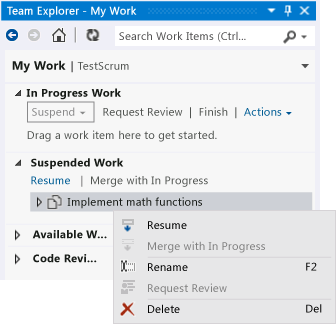 Team Explorer - My Work
Search Work Items (Ctrl...
My Work | TestScrum
In Progress Work
Suspend | Request Review | Finish | Actions
Drag a work item here to get started.
Suspended Work
Resume | Merge with In Progress
Implement math functions
Resume
Available W...
Merge with In Progress
Code Revi...
Rename F2
Request Review
Delete Del